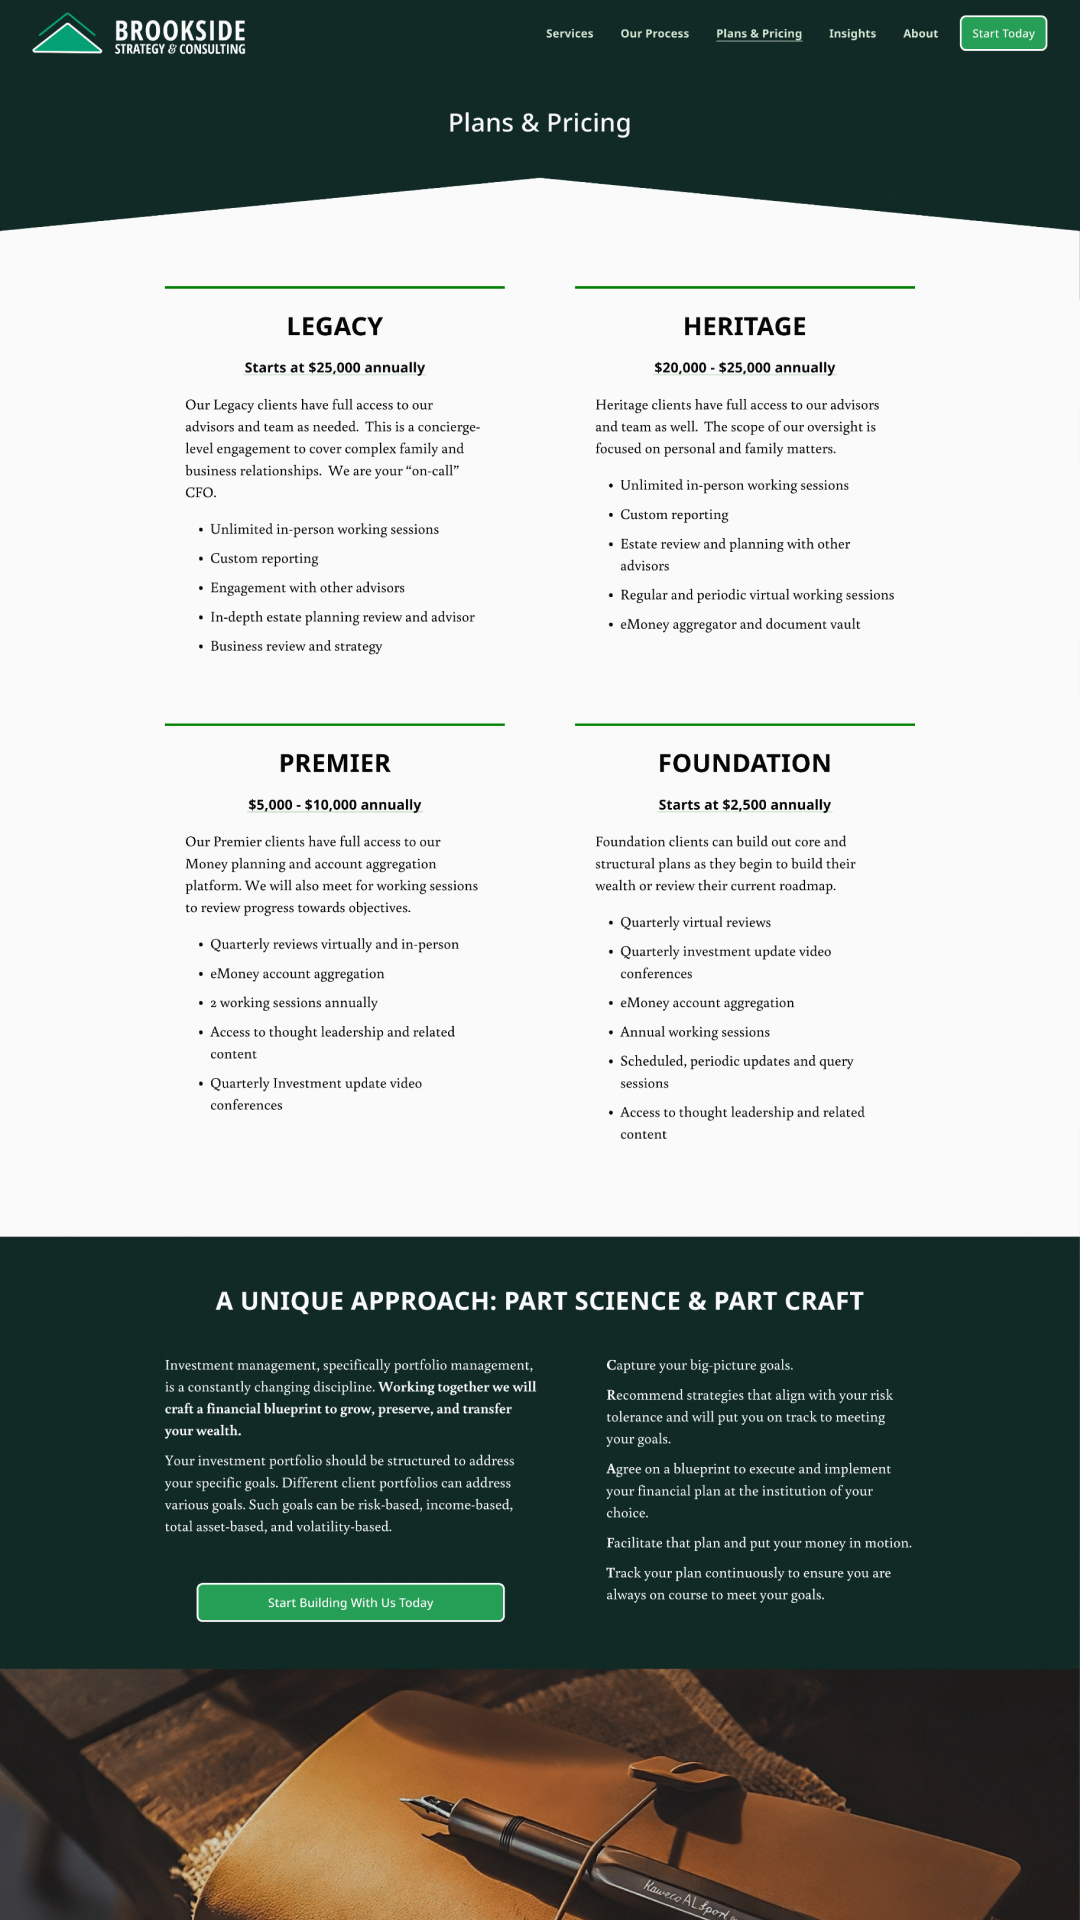 BROOKSIDE
STRATEGY & CONSULTING
Services
Our Process
Plans & Pricing
Insights
About
Start Today
Plans & Pricing
LEGACY
Starts at $25,000 annually
Our Legacy clients have full access to our
advisors and team as needed.  This is a concierge-
level engagement to cover complex family and
business relationships.  We are your “on-call”
CFO.
• Unlimited in-person working sessions
• Custom reporting
• Engagement with other advisors
• In-depth estate planning review and advisor
• Business review and strategy
HERITAGE
$20,000 - $25,000 annually
Heritage clients have full access to our advisors
and team as well.  The scope of our oversight is
focused on personal and family matters.
• Unlimited in-person working sessions
• Custom reporting
• Estate review and planning with other
advisors
• Regular and periodic virtual working sessions
• eMoney aggregator and document vault
PREMIER
$5,000 - $10,000 annually
Our Premier clients have full access to our
Money planning and account aggregation
platform. We will also meet for working sessions
to review progress towards objectives.
• Quarterly reviews virtually and in-person
• eMoney account aggregation
• 2 working sessions annually
• Access to thought leadership and related
content
• Quarterly Investment update video
conferences
FOUNDATION
Starts at $2,500 annually
Foundation clients can build out core and
structural plans as they begin to build their
wealth or review their current roadmap.
• Quarterly virtual reviews
• Quarterly investment update video
conferences
• eMoney account aggregation
• Annual working sessions
• Scheduled, periodic updates and query
sessions
• Access to thought leadership and related
content
A UNIQUE APPROACH: PART SCIENCE & PART CRAFT
Investment management, specifically portfolio management,
is a constantly changing discipline. Working together we will
craft a financial blueprint to grow, preserve, and transfer
your wealth.
Your investment portfolio should be structured to address
your specific goals. Different client portfolios can address
various goals. Such goals can be risk-based, income-based,
total asset-based, and volatility-based.
Start Building With Us Today
Capture your big-picture goals.
Recommend strategies that align with your risk
tolerance and will put you on track to meeting
your goals.
Agree on a blueprint to execute and implement
your financial plan at the institution of your
choice.
Facilitate that plan and put your money in motion.
Track your plan continuously to ensure you are
always on course to meet your goals.
Kaweco AL Sport